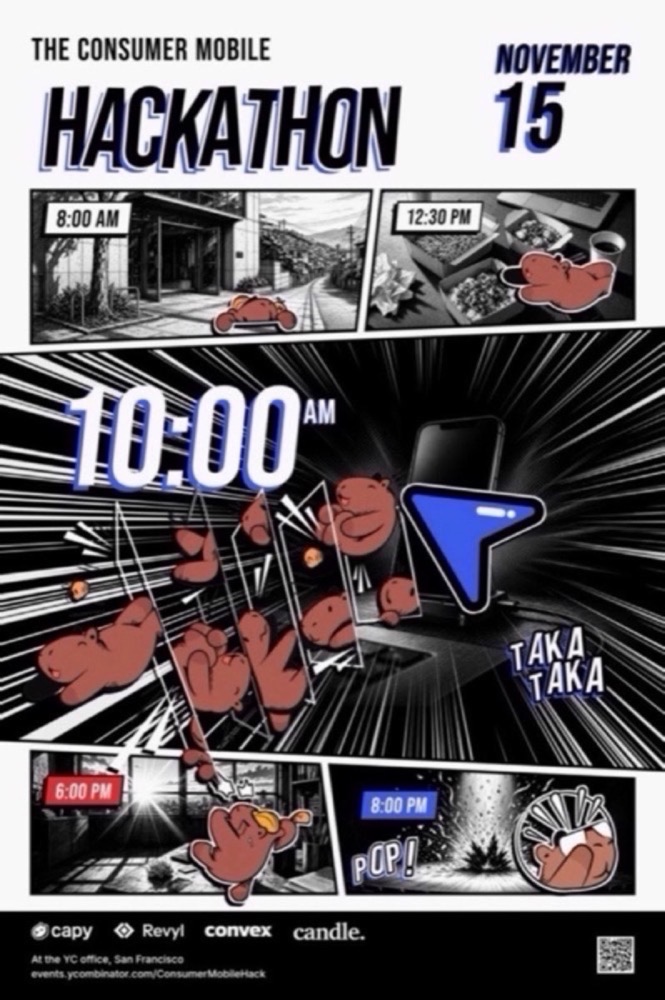 THE CONSUMER MOBILE
HACKATHON
NOVEMBER
15
8:00 AM
12:30 PM
10:00 AM
TAKA
TAKA
6:00 PM
8:00 PM
POP!
capy Revyl convex candle.
At the YC office, San Francisco
events.ycombinator.com/ConsumerMobileHack